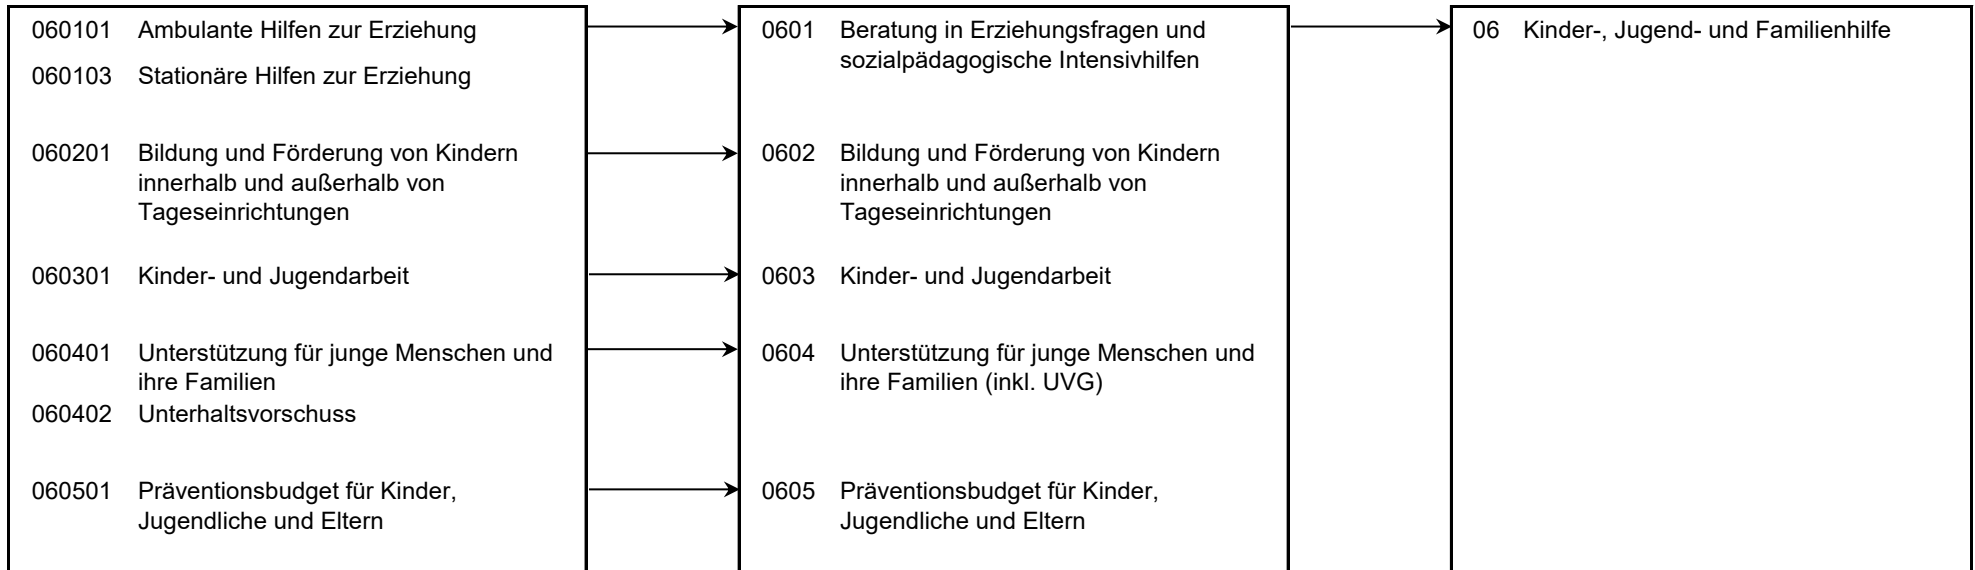 060101 Ambulante Hilfen zur Erziehung
060103 Stationäre Hilfen zur Erziehung
060201 Bildung und Förderung von Kindern
innerhalb und außerhalb von
Tageseinrichtungen
060301 Kinder- und Jugendarbeit
060401 Unterstützung für junge Menschen und
ihre Familien
060402 Unterhaltsvorschuss
060501 Präventionsbudget für Kinder,
Jugendliche und Eltern
0601 Beratung in Erziehungsfragen und
sozialpädagogische Intensivhilfen
0602 Bildung und Förderung von Kindern
innerhalb und außerhalb von
Tageseinrichtungen
0603 Kinder- und Jugendarbeit
0604 Unterstützung für junge Menschen und
ihre Familien (inkl. UVG)
0605 Präventionsbudget für Kinder,
Jugendliche und Eltern
06 Kinder-, Jugend- und Familienhilfe